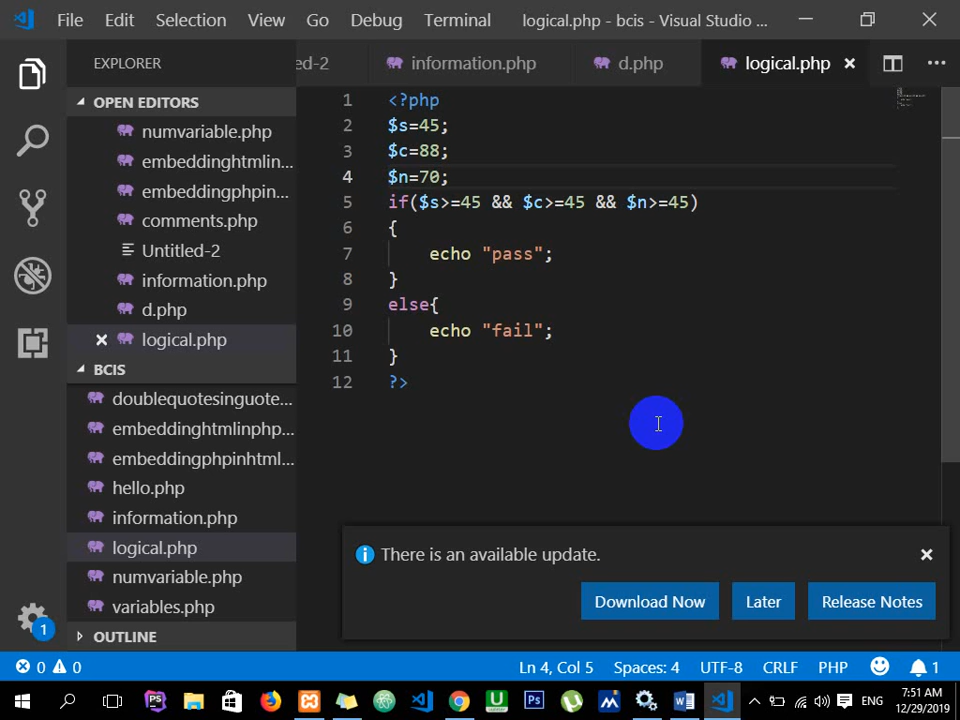 File Edit Selection View Go Debug Terminal logical.php - bcis - Visual Studio ...
EXPLORER
ed-2 information.php d.php logical.php
OPEN EDITORS
numvariable.php
embeddinghtmlin...
embeddingphpin...
comments.php
Untitled-2
information.php
d.php
logical.php
BCIS
doublequotesinguote...
embeddinghtmlinphp...
embeddingphpinhtml...
hello.php
information.php
logical.php
numvariable.php
variables.php
OUTLINE
1
1 <?php
2 $s=45;
3 $c=88;
4 $n=70;
5 if($s>=45 && $c>=45 && $n>=45)
6 {
7 echo "pass";
8 }
9 else{
10 echo "fail";
11 }
12 ?>
There is an available update.
Download Now Later Release Notes
0 0 Ln 4, Col 5 Spaces: 4 UTF-8 CRLF PHP 1
PS Ps U ENG
7:51 AM
12/29/2019